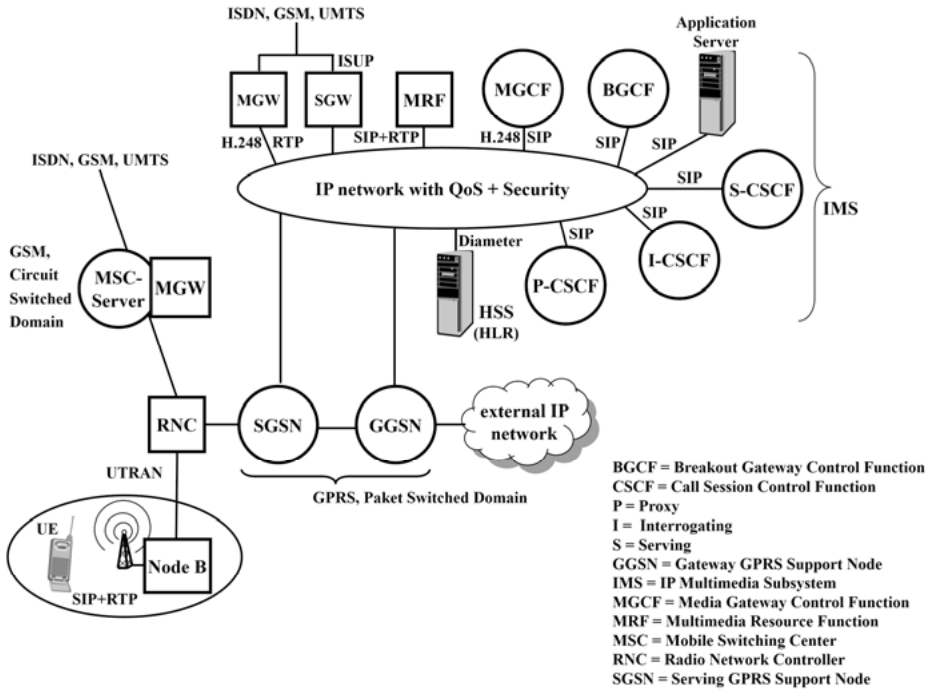 ISDN, GSM, UMTS
ISUP
MGW
SGW
MRF
MGCF
BGCF
Application
Server
H.248
RTP
SIP+RTP
H.248
SIP
SIP
SIP
IP network with QoS + Security
SIP
S-CSCF
IMS
SIP
I-CSCF
SIP
P-CSCF
Diameter
HSS
(HLR)
ISDN, GSM, UMTS
GSM,
Circuit
Switched
Domain
MSC-
Server
MGW
RNC
SGSN
GGSN
external IP
network
UTRAN
GPRS, Paket Switched Domain
UE
Node B
SIP+RTP
BGCF = Breakout Gateway Control Function
CSCF = Call Session Control Function
P = Proxy
I = Interrogating
S = Serving
GGSN = Gateway GPRS Support Node
IMS = IP Multimedia Subsystem
MGCF = Media Gateway Control Function
MRF = Multimedia Resource Function
MSC = Mobile Switching Center
RNC = Radio Network Controller
SGSN = Serving GPRS Support Node